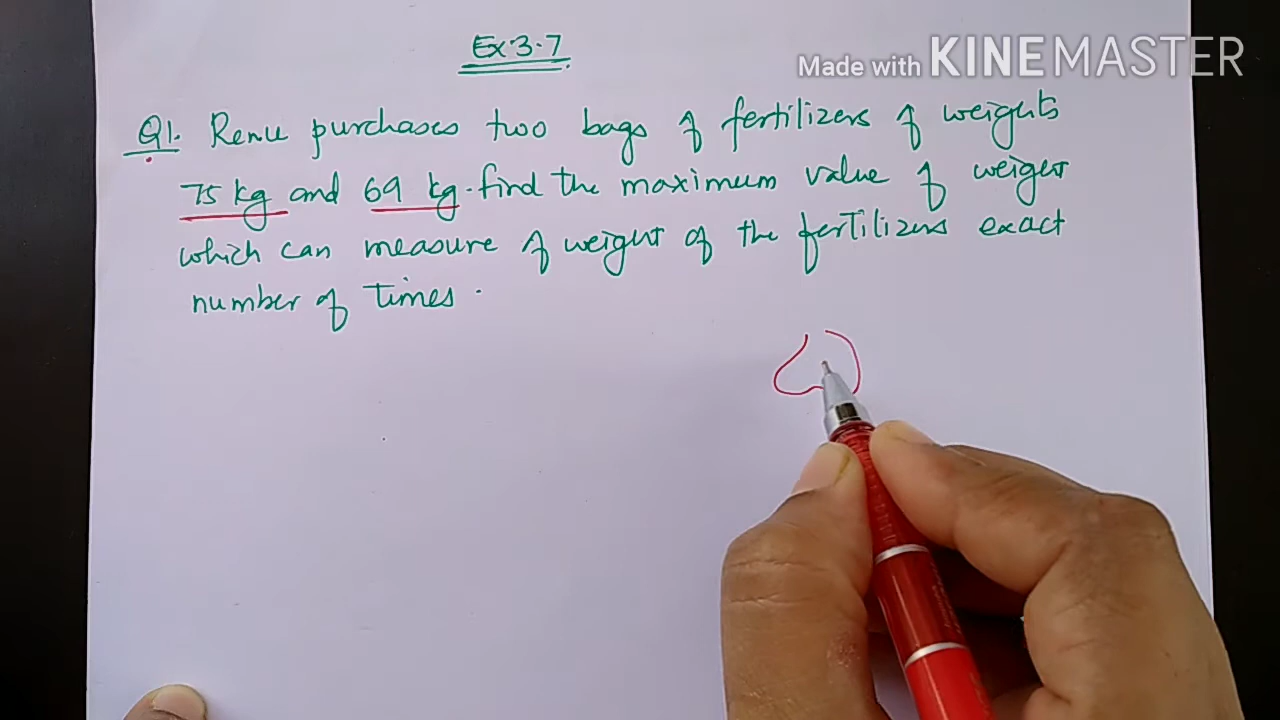 Ex 3.7
Made with KINEMASTER
Q1. Renu purchases two bags of fertilizers of weights
75 kg and 69 kg. find the maximum value of weight
which can measure of weight of the fertilizers exact
number of times.